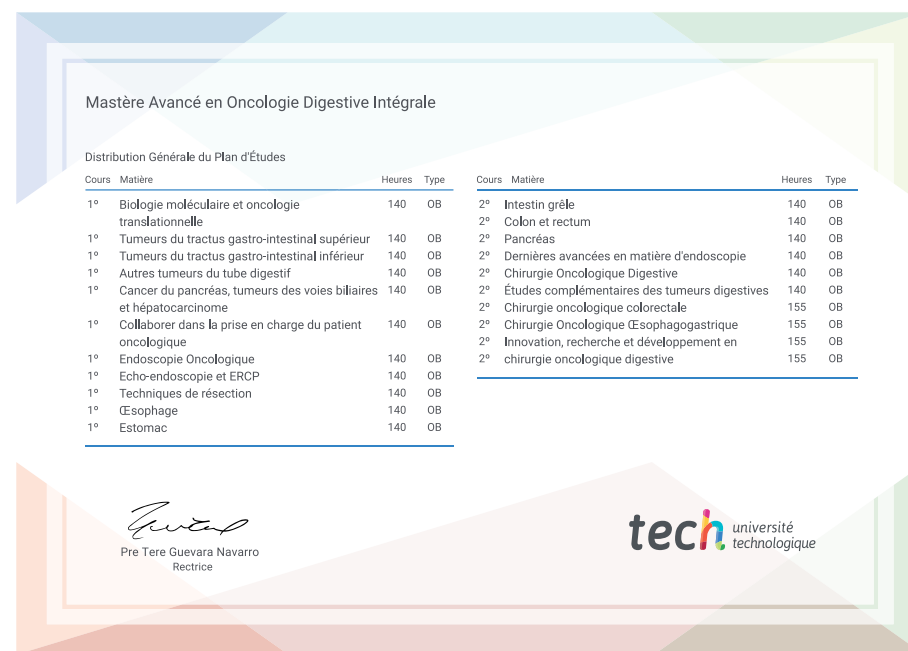 Mastère Avancé en Oncologie Digestive Intégrale
Distribution Générale du Plan d'Études
Cours Matière Heures Type
1º Biologie moléculaire et oncologie 140 OB
translationnelle
1º Tumeurs du tractus gastro-intestinal supérieur 140 OB
1º Tumeurs du tractus gastro-intestinal inférieur 140 OB
1º Autres tumeurs du tube digestif 140 OB
1º Cancer du pancréas, tumeurs des voies biliaires 140 OB
et hépatocarcinome
1º Collaborer dans la prise en charge du patient 140 OB
oncologique
1º Endoscopie Oncologique 140 OB
1º Echo-endoscopie et ERCP 140 OB
1º Techniques de résection 140 OB
1º Œsophage 140 OB
1º Estomac 140 OB
Cours Matière Heures Type
2º Intestin grêle 140 OB
2º Colon et rectum 140 OB
2º Pancréas 140 OB
2º Dernières avancées en matière d'endoscopie 140 OB
2º Chirurgie Oncologique Digestive 140 OB
2º Études complémentaires des tumeurs digestives 140 OB
2º Chirurgie oncologique colorectale 155 OB
2º Chirurgie Oncologique Œsophagogastrique 155 OB
2º Innovation, recherche et développement en 155 OB
2º chirurgie oncologique digestive 155 OB
Pre Tere Guevara Navarro
Rectrice
tech université
technologique